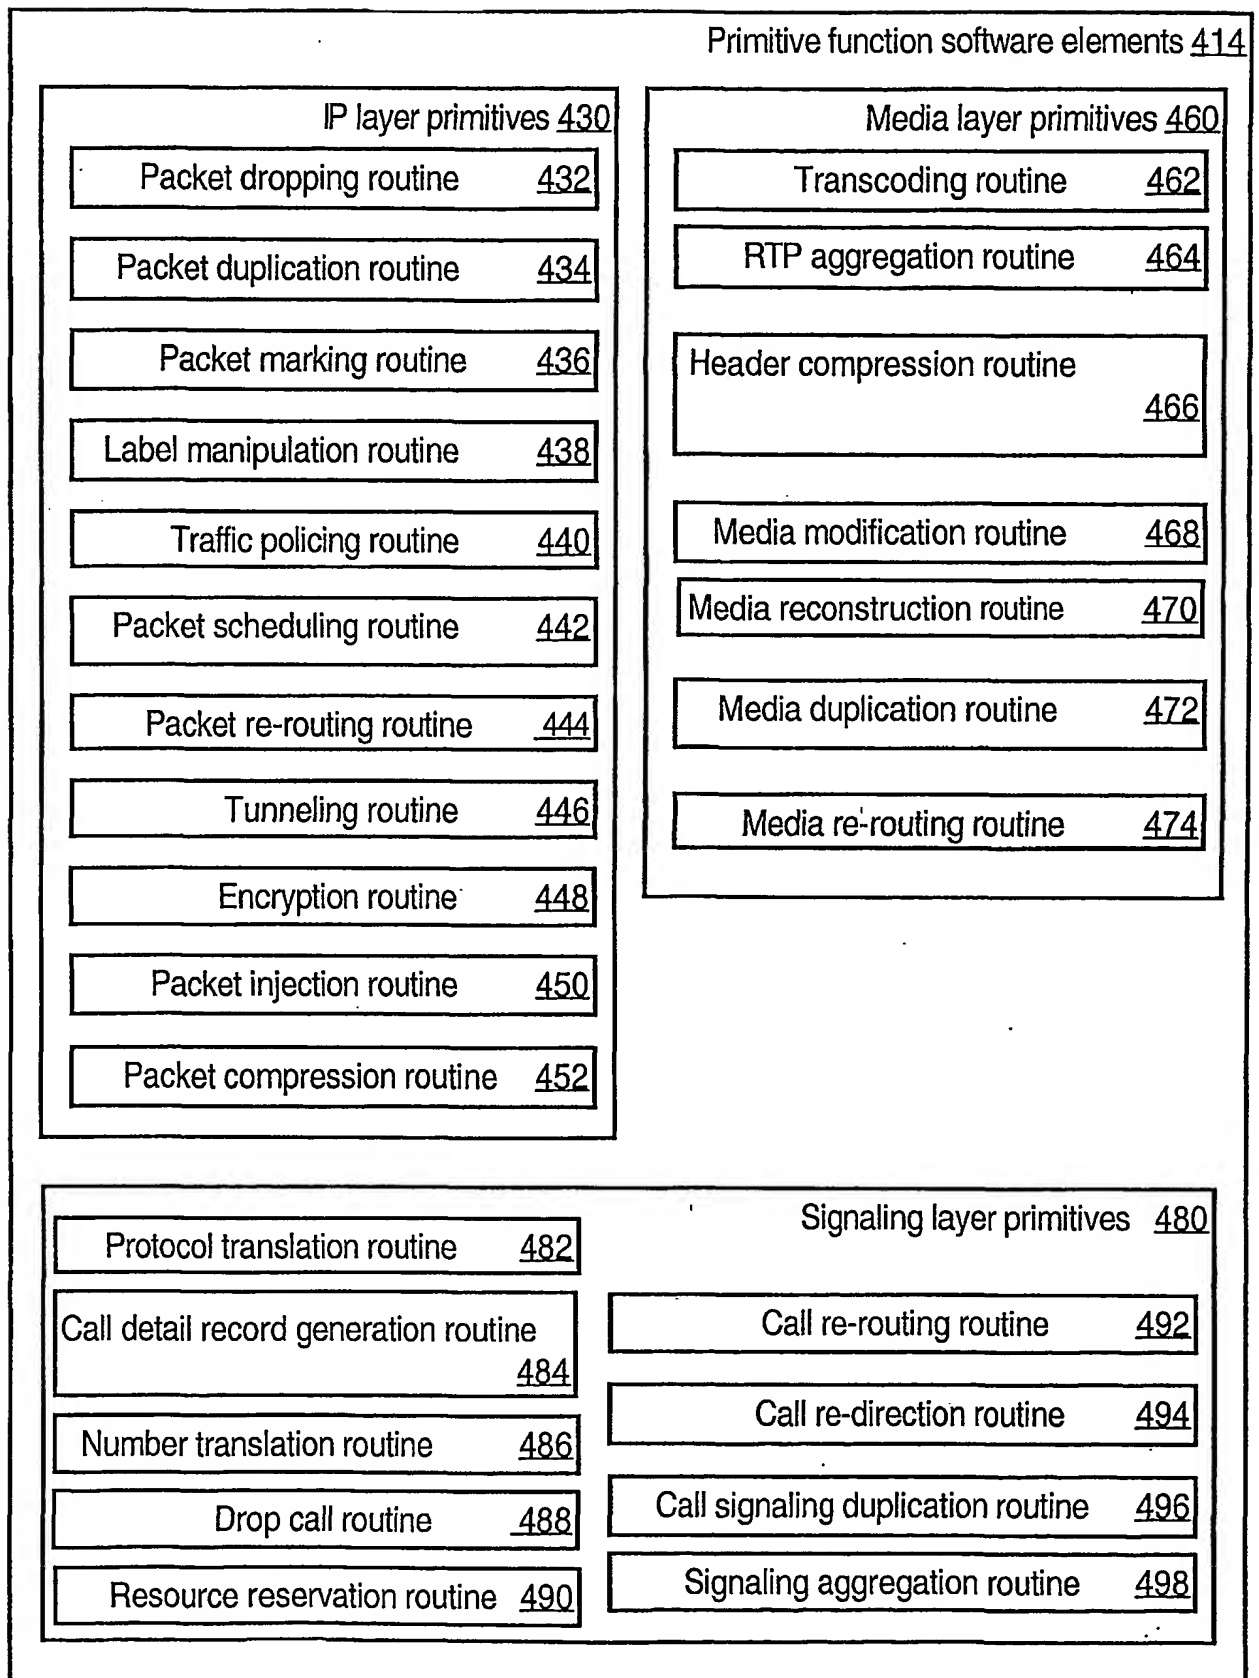 Primitive function software elements 414
IP layer primitives 430
Packet dropping routine 432
Packet duplication routine 434
Packet marking routine 436
Label manipulation routine 438
Traffic policing routine 440
Packet scheduling routine 442
Packet re-routing routine 444
Tunneling routine 446
Encryption routine 448
Packet injection routine 450
Packet compression routine 452
Media layer primitives 460
Transcoding routine 462
RTP aggregation routine 464
Header compression routine
466
Media modification routine 468
Media reconstruction routine 470
Media duplication routine 472
Media re-routing routine 474
Signaling layer primitives 480
Protocol translation routine 482
Call detail record generation routine
484
Number translation routine 486
Drop call routine 488
Resource reservation routine 490
Call re-routing routine 492
Call re-direction routine 494
Call signaling duplication routine 496
Signaling aggregation routine 498